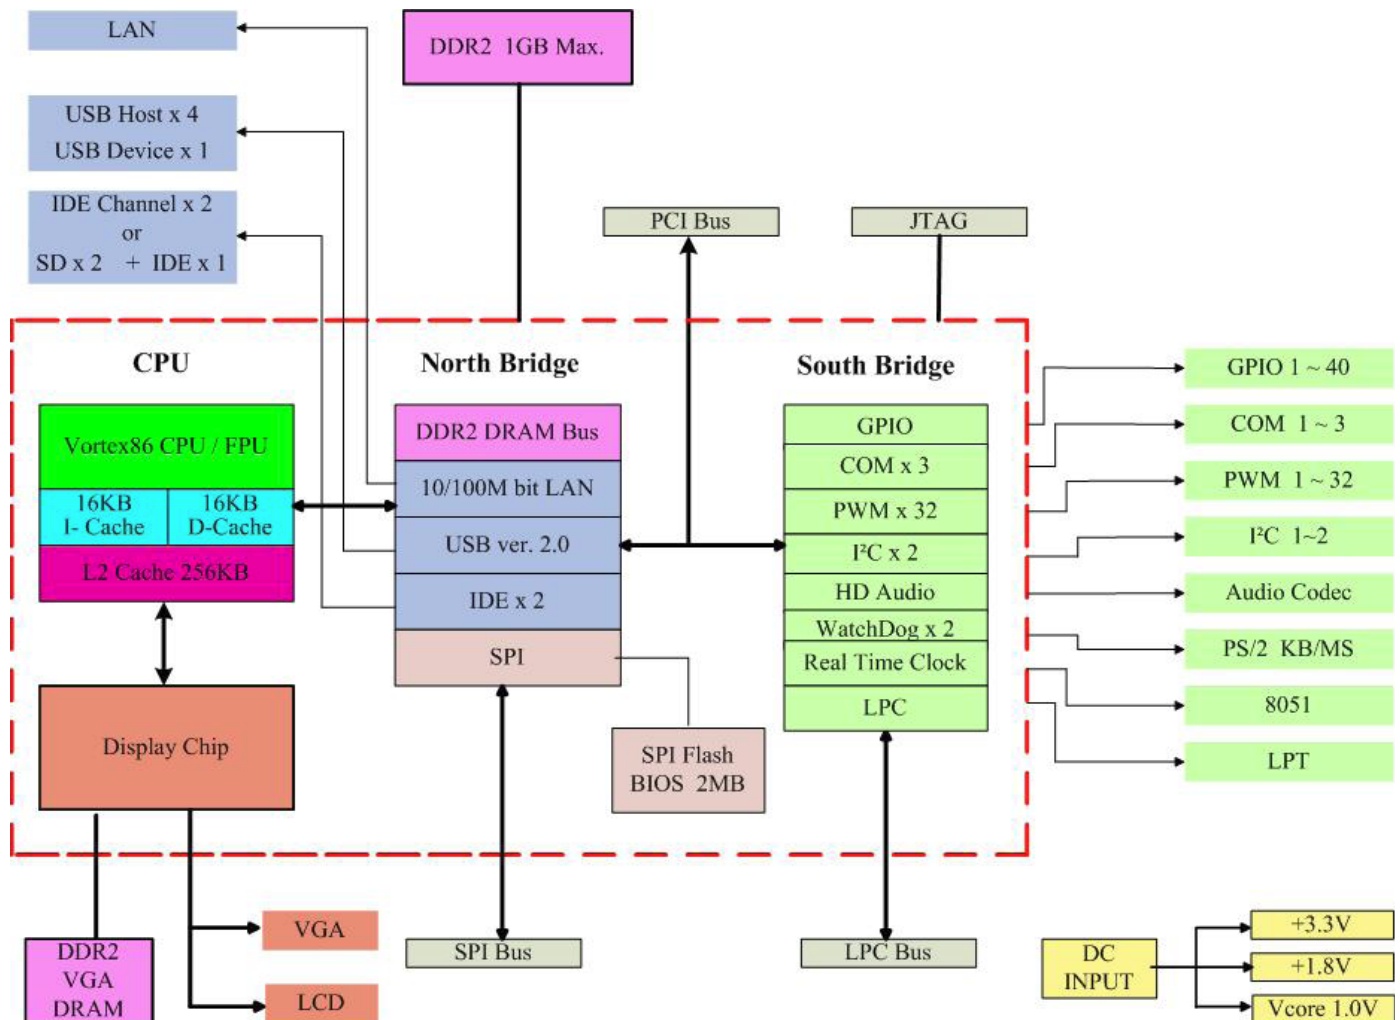 LAN
DDR2 1GB Max.
USB Host x 4
USB Device x 1
IDE Channel x 2
or
SD x 2 + IDE x 1
PCI Bus
JTAG
CPU
North Bridge
South Bridge
Vortex86 CPU / FPU
16KB
I- Cache
16KB
D-Cache
L2 Cache 256KB
Display Chip
DDR2 DRAM Bus
10/100M bit LAN
USB ver. 2.0
IDE x 2
SPI
SPI Flash
BIOS 2MB
GPIO
COM x 3
PWM x 32
I²C x 2
HD Audio
WatchDog x 2
Real Time Clock
LPC
GPIO 1 ~ 40
COM 1 ~ 3
PWM 1 ~ 32
I²C 1~2
Audio Codec
PS/2 KB/MS
8051
LPT
DDR2
VGA
DRAM
VGA
LCD
SPI Bus
LPC Bus
DC
INPUT
+3.3V
+1.8V
Vcore 1.0V